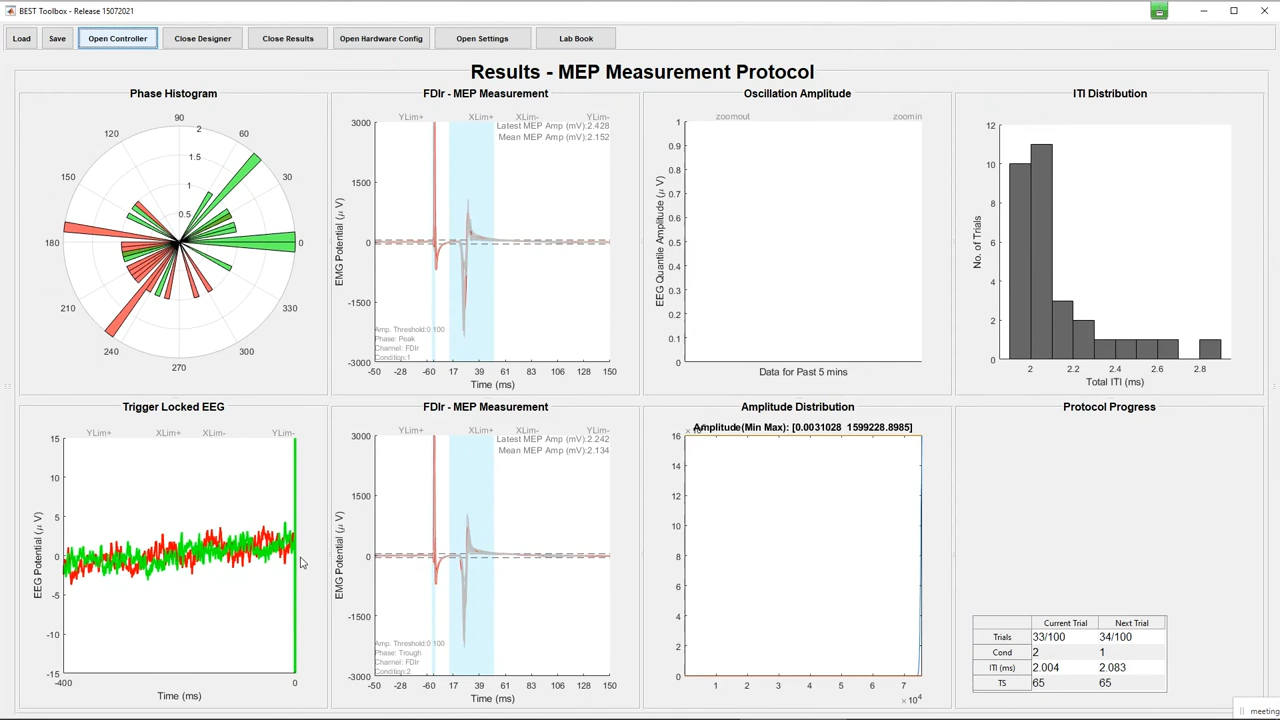 BEST Toolbox - Release 15072021
Load
Save
Open Controller
Close Designer
Close Results
Open Hardware Config
Open Settings
Lab Book
Results - MEP Measurement Protocol
Phase Histogram
90
120
60
150
30
180
0
210
330
240
300
270
2
1.5
1
0.5
FDIr - MEP Measurement
YLim+
XLim+
XLim-
YLim-
Latest MEP Amp (mV):2.428
Mean MEP Amp (mV):2.152
3000
1500
0
-1500
-3000
EMG Potential (μ V)
Amp. Threshold:0 100
Phase: Peak
Channel: FDIr
Condition:1
-50 -28 -60 17 39 61 83 106 128 150
Time (ms)
Oscillation Amplitude
zoomout
zoomin
1
0.9
0.8
0.7
0.6
0.5
0.4
0.3
0.2
0.1
0
EEG Quantile Amplitude (μ V)
Data for Past 5 mins
ITI Distribution
12
10
8
6
4
2
0
No. of Trials
2 2.2 2.4 2.6 2.8
Total ITI (ms)
Trigger Locked EEG
YLim+
XLim+
XLim-
YLim-
15
10
5
0
-5
-10
-15
EEG Potential (μ V)
-400 0
Time (ms)
FDIr - MEP Measurement
YLim+
XLim+
XLim-
YLim-
Latest MEP Amp (mV):2.242
Mean MEP Amp (mV):2.134
3000
1500
0
-1500
-3000
EMG Potential (μ V)
Amp. Threshold:0 100
Phase: Trough
Channel: FDIr
Condition:2
-50 -28 -60 17 39 61 83 106 128 150
Time (ms)
Amplitude Distribution
Amplitude(Min Max): [0.0031028 1599228.8985]
16
14
12
10
8
6
4
2
0
1 2 3 4 5 6 7
× 10⁴
Protocol Progress
Current Trial Next Trial
Trials 33/100 34/100
Cond 2 1
ITI (ms) 2.004 2.083
TS 65 65
meeting